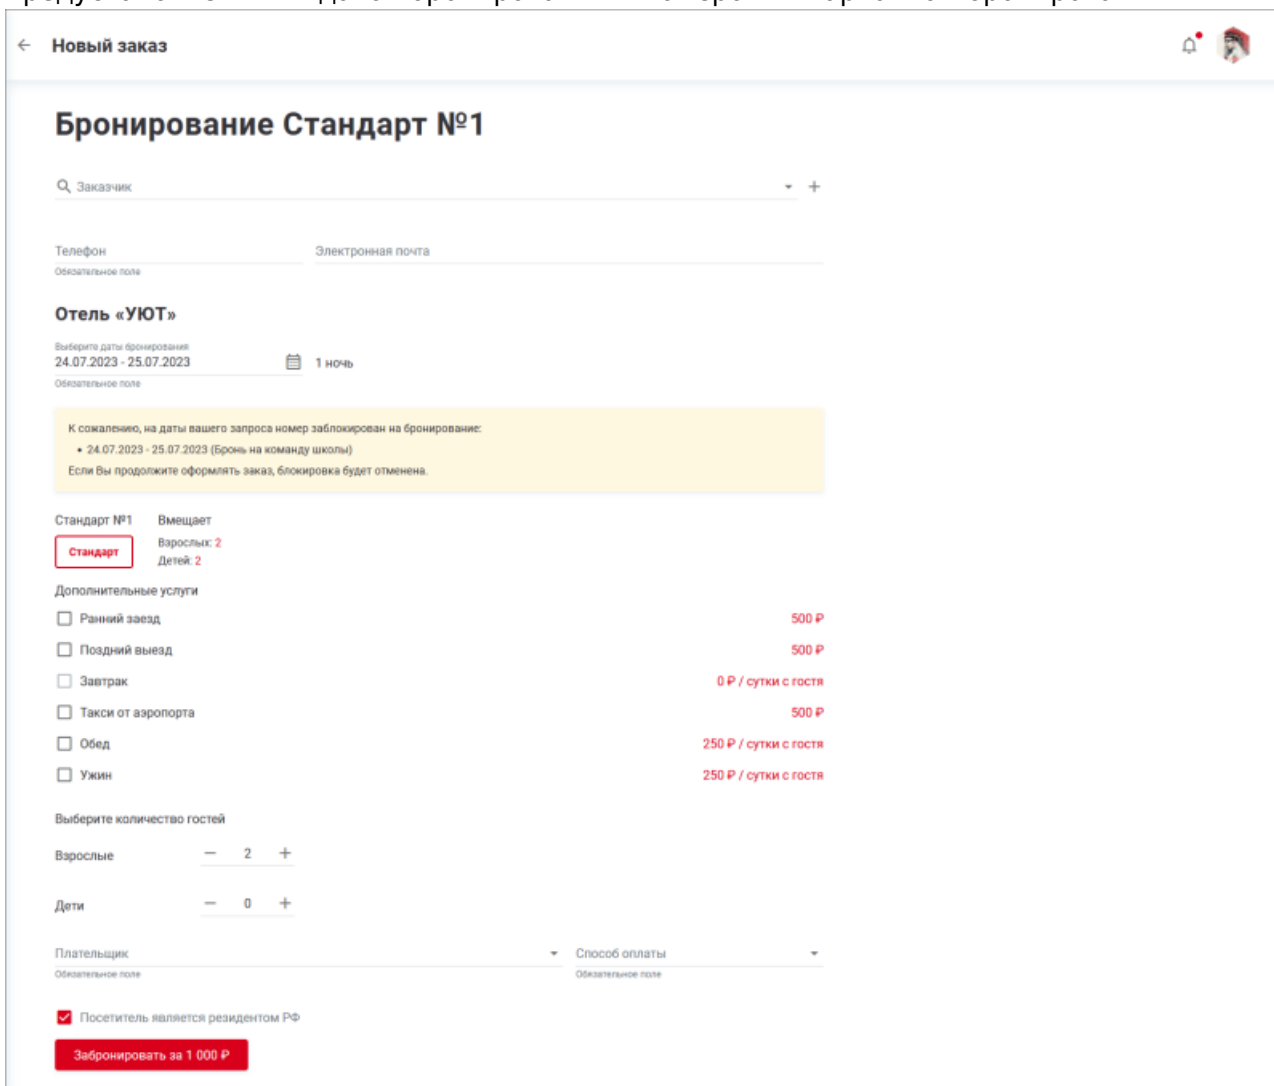 Новый заказ
Бронирование Стандарт №1
Заказчик
Телефон
Электронная почта
Обязательное поле
Отель «УЮТ»
Выберите даты бронирования
24.07.2023 - 25.07.2023
1 ночь
Обязательное поле
К сожалению, на даты вашего запроса номер заблокирован на бронирование:
• 24.07.2023 - 25.07.2023 (Бронь на команду школы)
Если Вы продолжите оформлять заказ, блокировка будет отменена.
Стандарт №1 Вмещает
Стандарт
Взрослых: 2
Детей: 2
Дополнительные услуги
Ранний заезд 500 ₽
Поздний выезд 500 ₽
Завтрак 0 ₽ / сутки с гостя
Такси от аэропорта 500 ₽
Обед 250 ₽ / сутки с гостя
Ужин 250 ₽ / сутки с гостя
Выберите количество гостей
Взрослые — 2 +
Дети — 0 +
Плательщик Способ оплаты
Обязательное поле Обязательное поле
Посетитель является резидентом РФ
Забронировать за 1 000 ₽